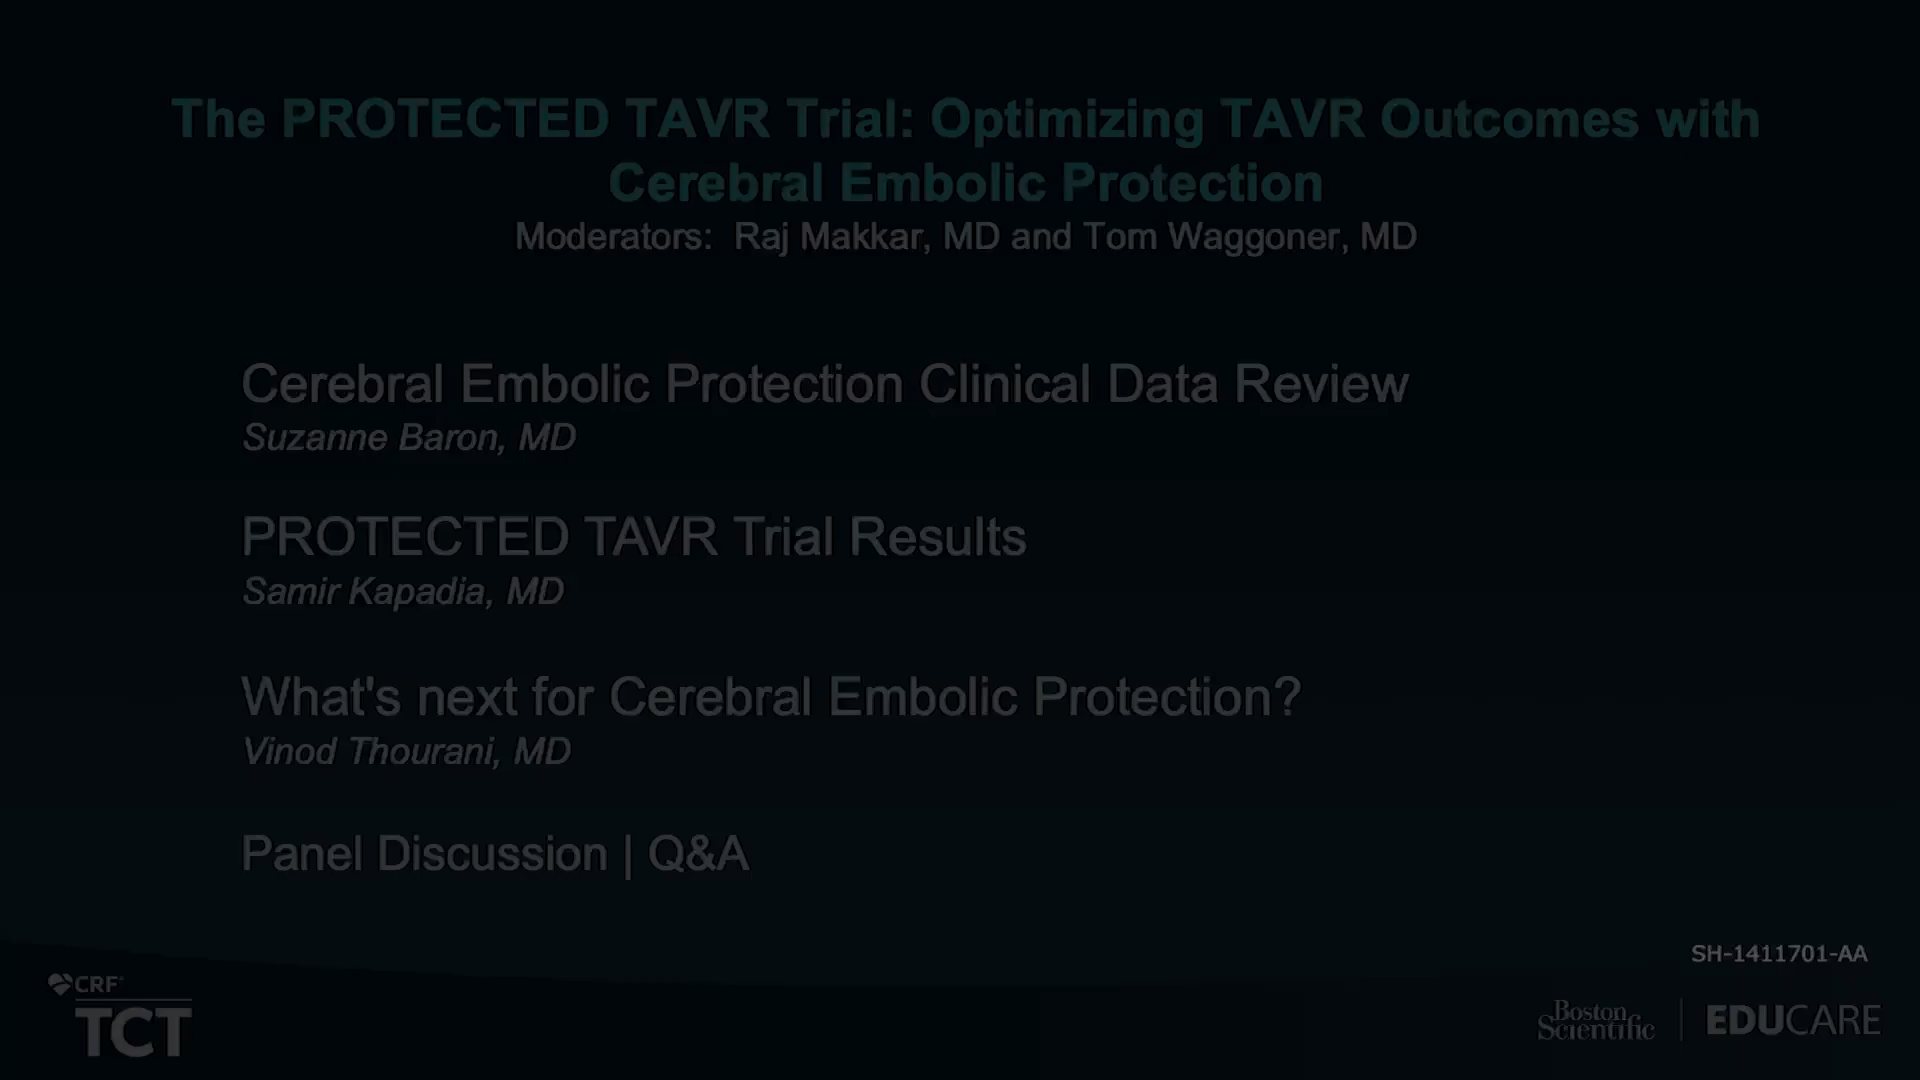 The PROTECTED TAVR Trial: Optimizing TAVR Outcomes with
Cerebral Embolic Protection
Moderators: Raj Makkar, MD and Tom Waggoner, MD
Cerebral Embolic Protection Clinical Data Review
Suzanne Baron, MD
PROTECTED TAVR Trial Results
Samir Kapadia, MD
What's next for Cerebral Embolic Protection?
Vinod Thourani, MD
Panel Discussion | Q&A
SH-1411701-AA
CRF®
TCT
Boston
Scientific
EDUCARE